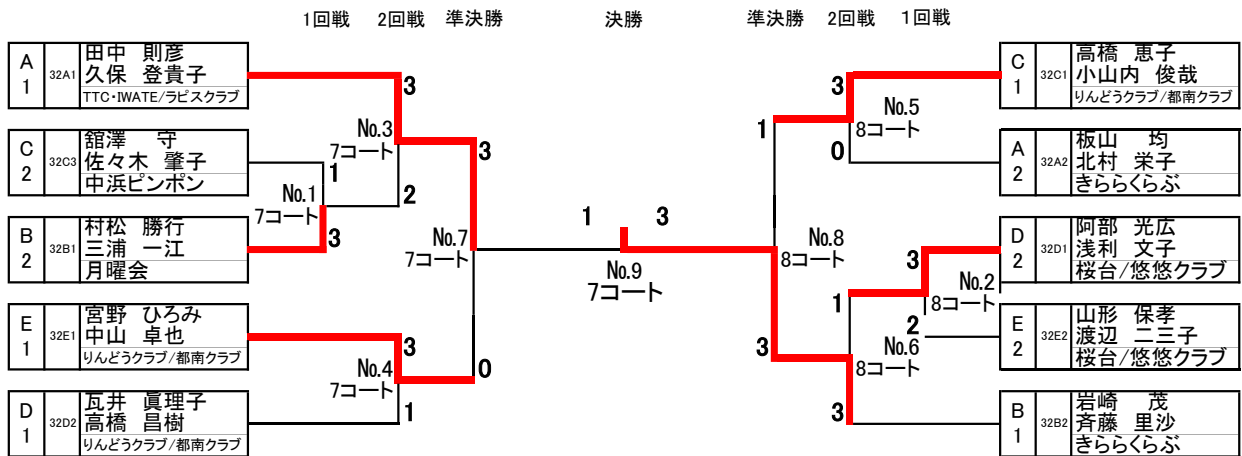 1回戦 2回戦 準決勝 決勝 準決勝 2回戦 1回戦
A
1
32A1
田中 則彦
久保 登貴子
TTC・IWATE/ラピスクラブ
C
2
32C3
舘澤 守
佐々木 肇子
中浜ピンポン
B
2
32B1
村松 勝行
三浦 一江
月曜会
E
1
32E1
宮野 ひろみ
中山 卓也
りんどうクラブ/都南クラブ
D
1
32D2
瓦井 眞理子
高橋 昌樹
りんどうクラブ/都南クラブ
1
No.1
7コート
3
3
No.3
7コート
2
3
No.4
7コート
1
3
No.7
7コート
0
1 3
No.9
7コート
1
No.8
8コート
3
3
No.5
8コート
0
1
No.6
8コート
3
3
No.2
8コート
2
C
1
32C1
高橋 恵子
小山内 俊哉
りんどうクラブ/都南クラブ
A
2
32A2
板山 均
北村 栄子
きららくらぶ
D
2
32D1
阿部 光広
浅利 文子
桜台/悠悠クラブ
E
2
32E2
山形 保孝
渡辺 二三子
桜台/悠悠クラブ
B
1
32B2
岩崎 茂
斉藤 里沙
きららくらぶ